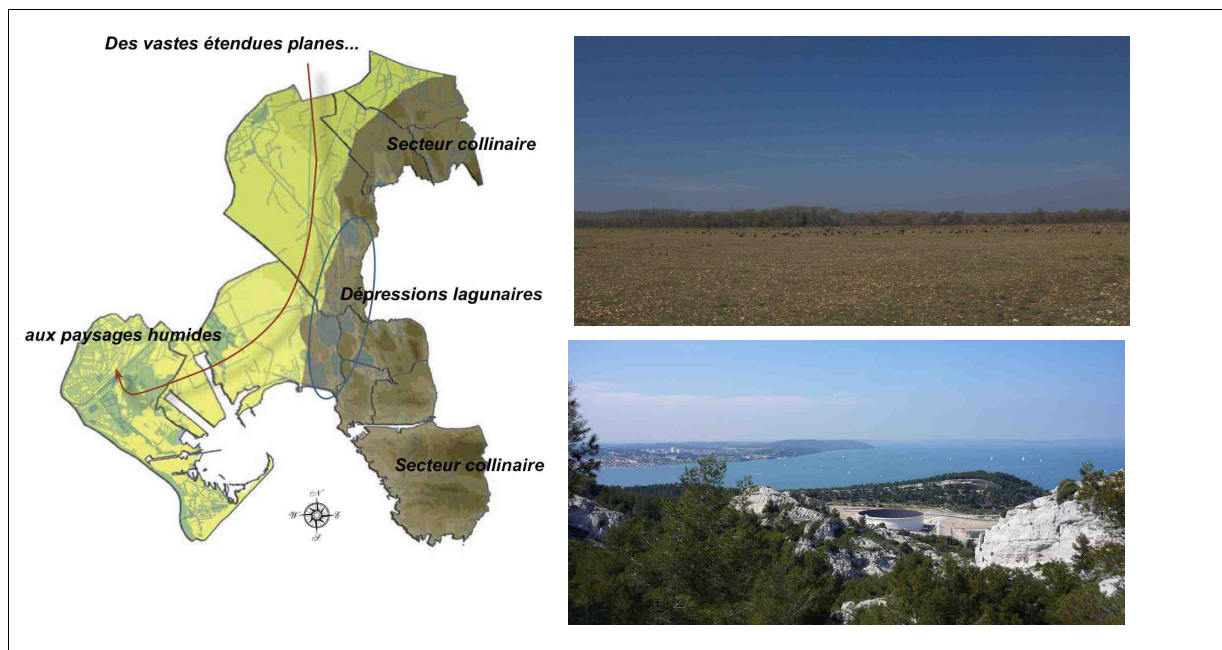 Des vastes étendues planes...
Secteur collinaire
Dépressions lagunaires
aux paysages humides
Secteur collinaire
N
W E
S